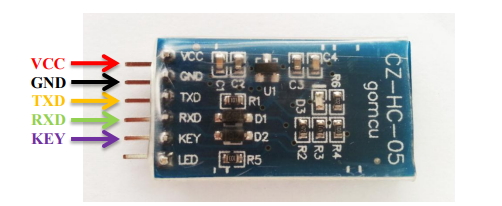 VCC
GND
TXD
RXD
KEY
VCC
GND
TXD
RXD
KEY
LED
C1 C2
U1
C3 C4
R1
D1
D2
R5
D3
R6
R2 R3 R4
CZ-HC-05
gomcu